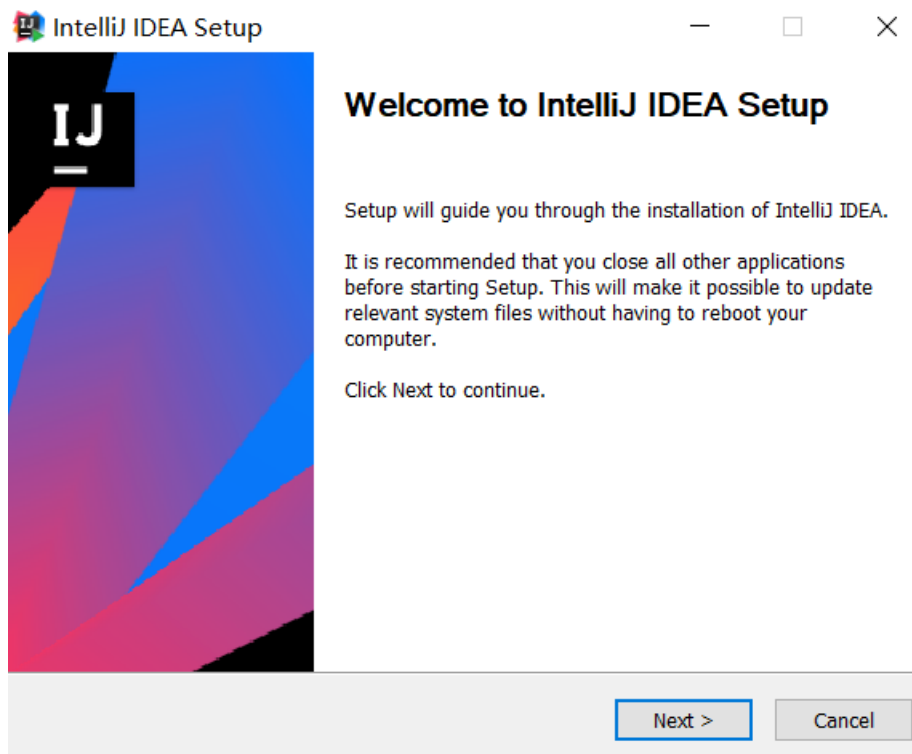 IntelliJ IDEA Setup
IJ
Welcome to IntelliJ IDEA Setup
Setup will guide you through the installation of IntelliJ IDEA.
It is recommended that you close all other applications
before starting Setup. This will make it possible to update
relevant system files without having to reboot your
computer.
Click Next to continue.
Next >
Cancel